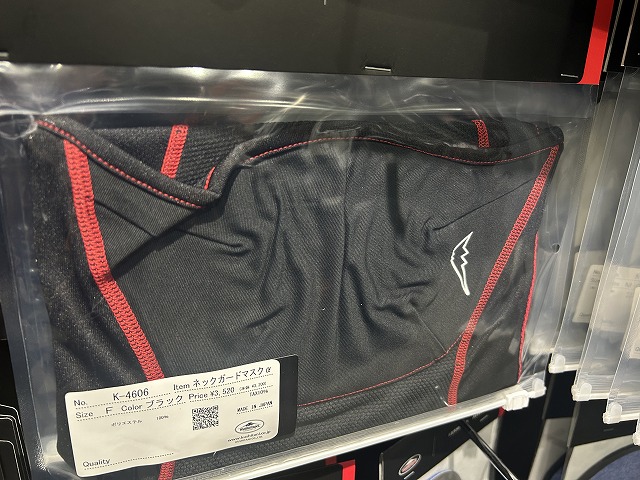 No. K-4606 Item ネックガードマスクα
Size F Color ブラック Price ¥3,520
TAX10%
ポリエステル 100%
MADE IN JAPAN
Quality